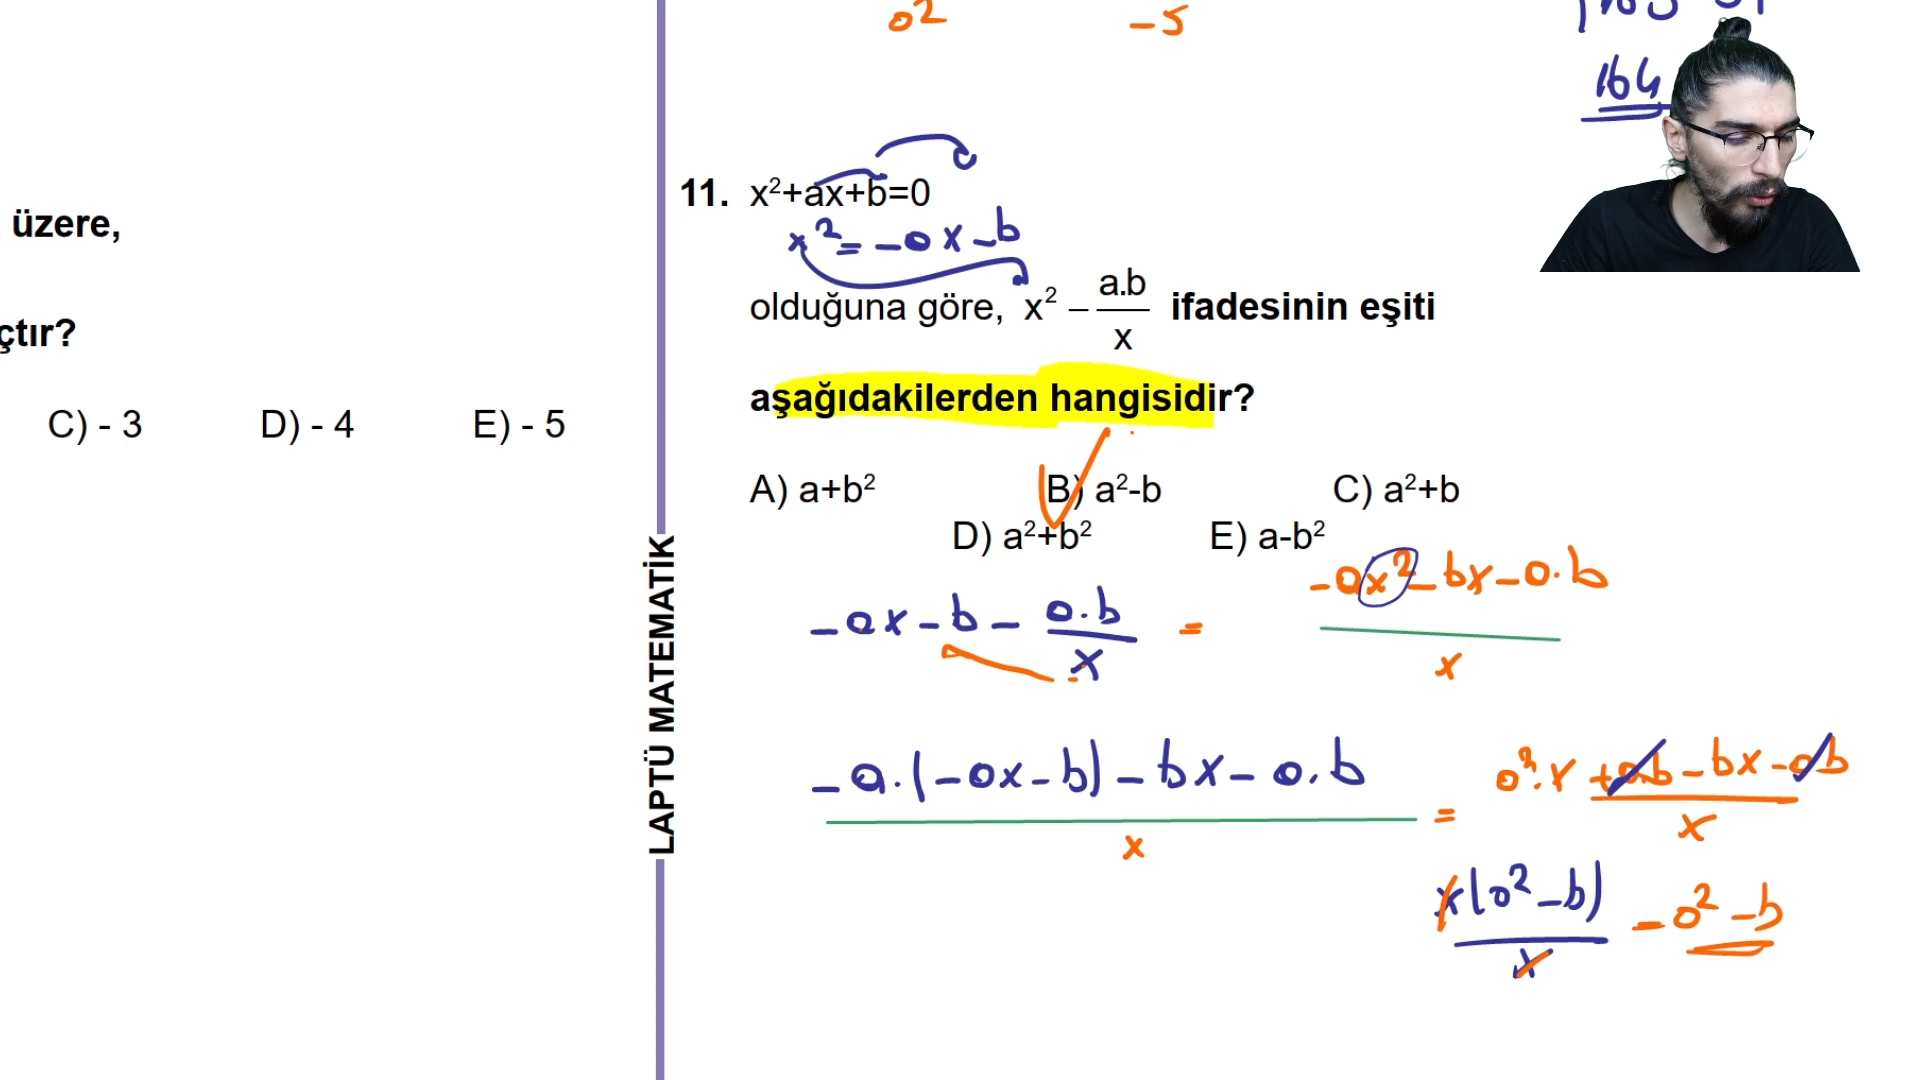 o² -5
164
üzere,
çtır?
C) - 3 D) - 4 E) - 5
LAPTÜ MATEMATİK
11. x²+ax+b=0
x² = -ax-b
olduğuna göre, x² - a.b/x ifadesinin eşiti
aşağıdakilerden hangisidir?
A) a+b² B) a²-b C) a²+b
D) a²+b² E) a-b²
-ax-b- a.b/x = (-ax²-bx-a.b)/x
(-a.(-ax-b)-bx-a.b)/x = (a².x+ab-bx-ab)/x
x(a²-b)/x = a²-b